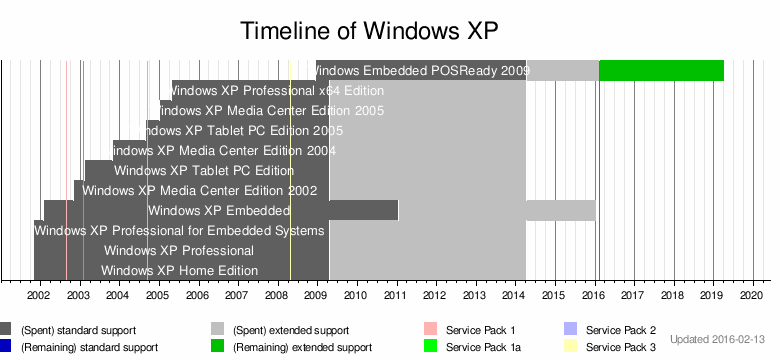 Timeline of Windows XP
Windows Embedded POSReady 2009
Windows XP Professional x64 Edition
Windows XP Media Center Edition 2005
Windows XP Tablet PC Edition 2005
Windows XP Media Center Edition 2004
Windows XP Tablet PC Edition
Windows XP Media Center Edition 2002
Windows XP Embedded
Windows XP Professional for Embedded Systems
Windows XP Professional
Windows XP Home Edition
2002 2003 2004 2005 2006 2007 2008 2009 2010 2011 2012 2013 2014 2015 2016 2017 2018 2019 2020
(Spent) standard support (Spent) extended support Service Pack 1 Service Pack 2
(Remaining) standard support (Remaining) extended support Service Pack 1a Service Pack 3
Updated 2016-02-13